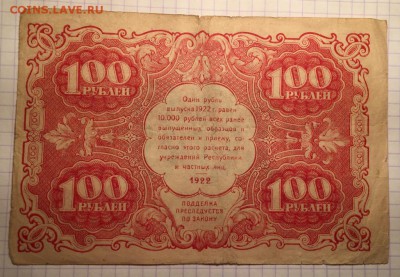 COINS.LAVE.RU
100 100
РУБЛЕЙ РУБЛЕЙ
Один рубль
выпуска 1922 г. равен
10.000 рублей всех ранее
выпущенных образцов и
обязателен к приему, со-
гласно этого расчета, для
учреждений Республики
и частных лиц.
1922
100 100
РУБЛЕЙ РУБЛЕЙ
ПОДДЕЛКА
ПРЕСЛЕДУЕТСЯ
ПО ЗАКОНУ